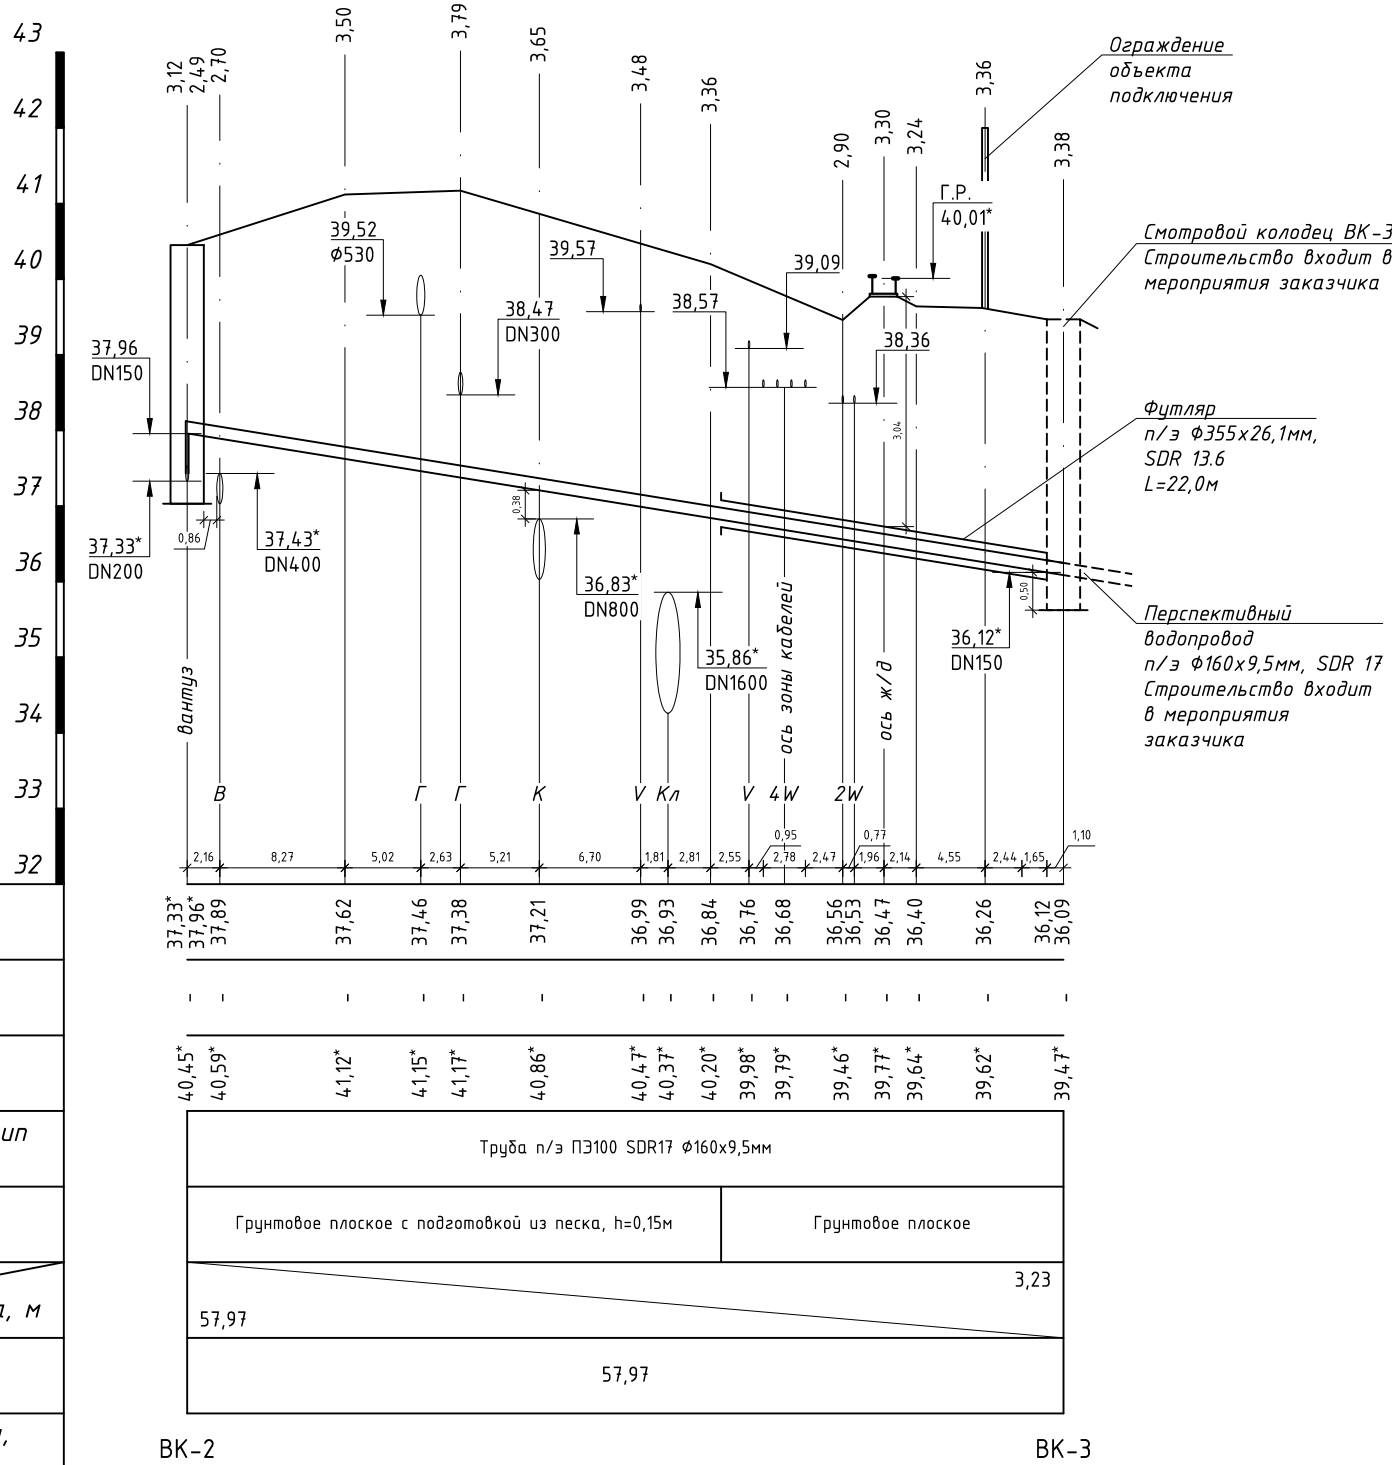 43
42
41
40
39
38
37
36
35
34
33
32
3,12
2,49
2,70
3,50
3,79
3,65
3,48
3,36
2,90
3,30
3,24
3,36
3,38
Ограждение
объекта
подключения
Г.Р.
40,01*
Смотровой колодец ВК-3
Строительство входит в
мероприятия заказчика
39,52
Ф530
39,57
39,09
38,57
38,47
DN300
38,36
37,96
DN150
3,04
Футляр
п/э Ф355х26,1мм,
SDR 13.6
L=22,0м
37,33*
DN200
0,86
37,43*
DN400
0,38
36,83*
DN800
35,86*
DN1600
36,12*
DN150
0,50
Перспективный
водопровод
п/э Ф160х9,5мм, SDR 17
Строительство входит
в мероприятия
заказчика
вантуз
ось зоны кабелей
ось ж/д
В
Г
Г
К
V
Кл
V
4W
2W
2,16
8,27
5,02
2,63
5,21
6,70
1,81
2,81
2,55
0,95
2,78
2,47
0,77
1,96
2,14
4,55
2,44
1,65
1,10
37,33*
37,96*
37,89
37,62
37,46
37,38
37,21
36,99
36,93
36,84
36,76
36,68
36,56
36,53
36,47
36,40
36,26
36,12
36,09
- - - - - - - - - - - - - - - -
40,45*
40,59*
41,12*
41,15*
41,17*
40,86*
40,47*
40,37*
40,20*
39,98*
39,79*
39,46*
39,77*
39,64*
39,62*
39,47*
ип
Труба п/э ПЭ100 SDR17 Ф160х9,5мм
Грунтовое плоское с подготовкой из песка, h=0,15м
Грунтовое плоское
3,23
, м
57,97
57,97
,
ВК-2
ВК-3